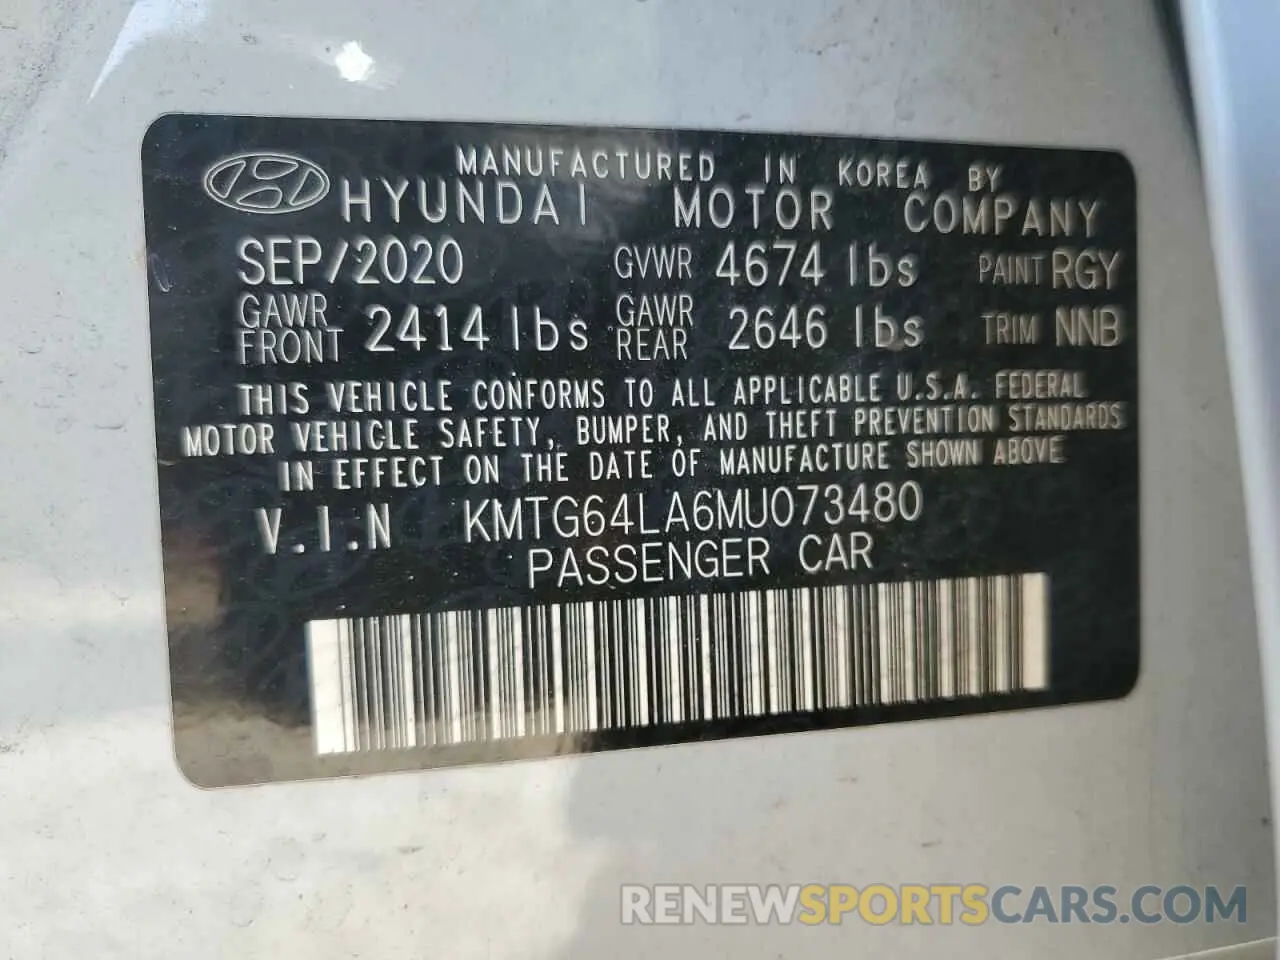 MANUFACTURED IN KOREA BY
HYUNDAI MOTOR COMPANY
SEP/2020 GVWR 4674 lbs PAINT RGY
GAWR FRONT 2414 lbs GAWR REAR 2646 lbs TRIM NNB
THIS VEHICLE CONFORMS TO ALL APPLICABLE U.S.A. FEDERAL
MOTOR VEHICLE SAFETY, BUMPER, AND THEFT PREVENTION STANDARDS
IN EFFECT ON THE DATE OF MANUFACTURE SHOWN ABOVE
V.I.N KMTG64LA6MU073480
PASSENGER CAR
RENEWSPORTSCARS.COM